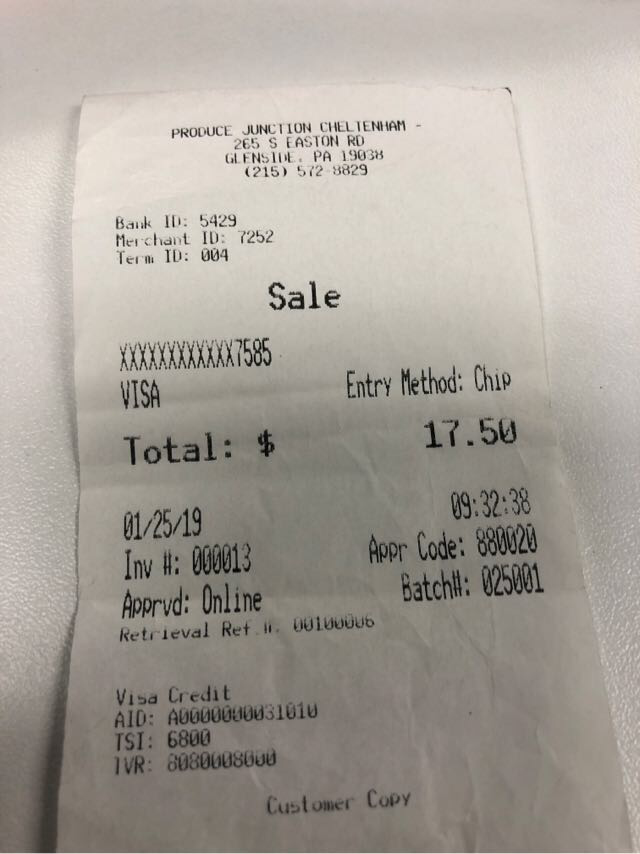 PRODUCE JUNCTION CHELTENHAM -
265 S EASTON RD
GLENSIDE, PA 19038
(215) 572-8829
Bank ID: 5429
Merchant ID: 7252
Term ID: 004
Sale
XXXXXXXXXXXX7585
VISA Entry Method: Chip
Total: $ 17.50
01/25/19 09:32:38
Inv #: 000013 Appr Code: 880020
Apprvd: Online Batch#: 025001
Retrieval Ref.#: 00100006
Visa Credit
AID: A0000000031010
TSI: 6800
TVR: 8080008000
Customer Copy